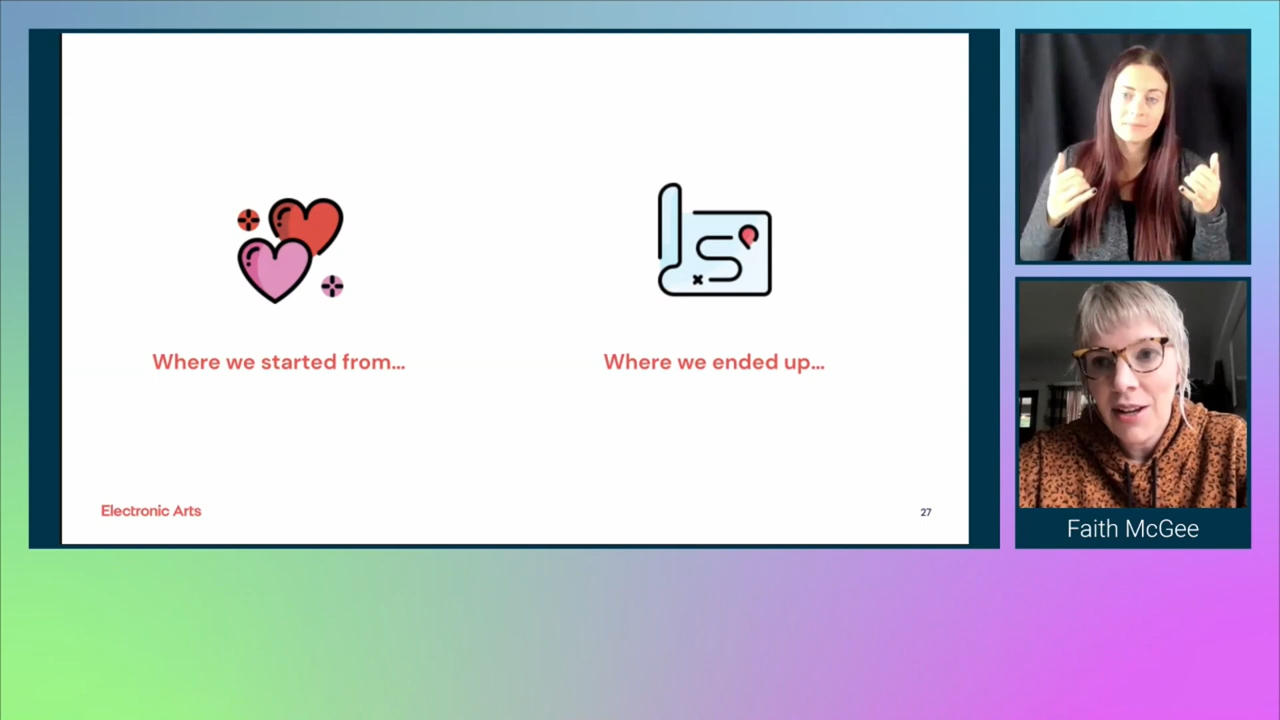 Where we started from...
Where we ended up...
Electronic Arts
27
Faith McGee